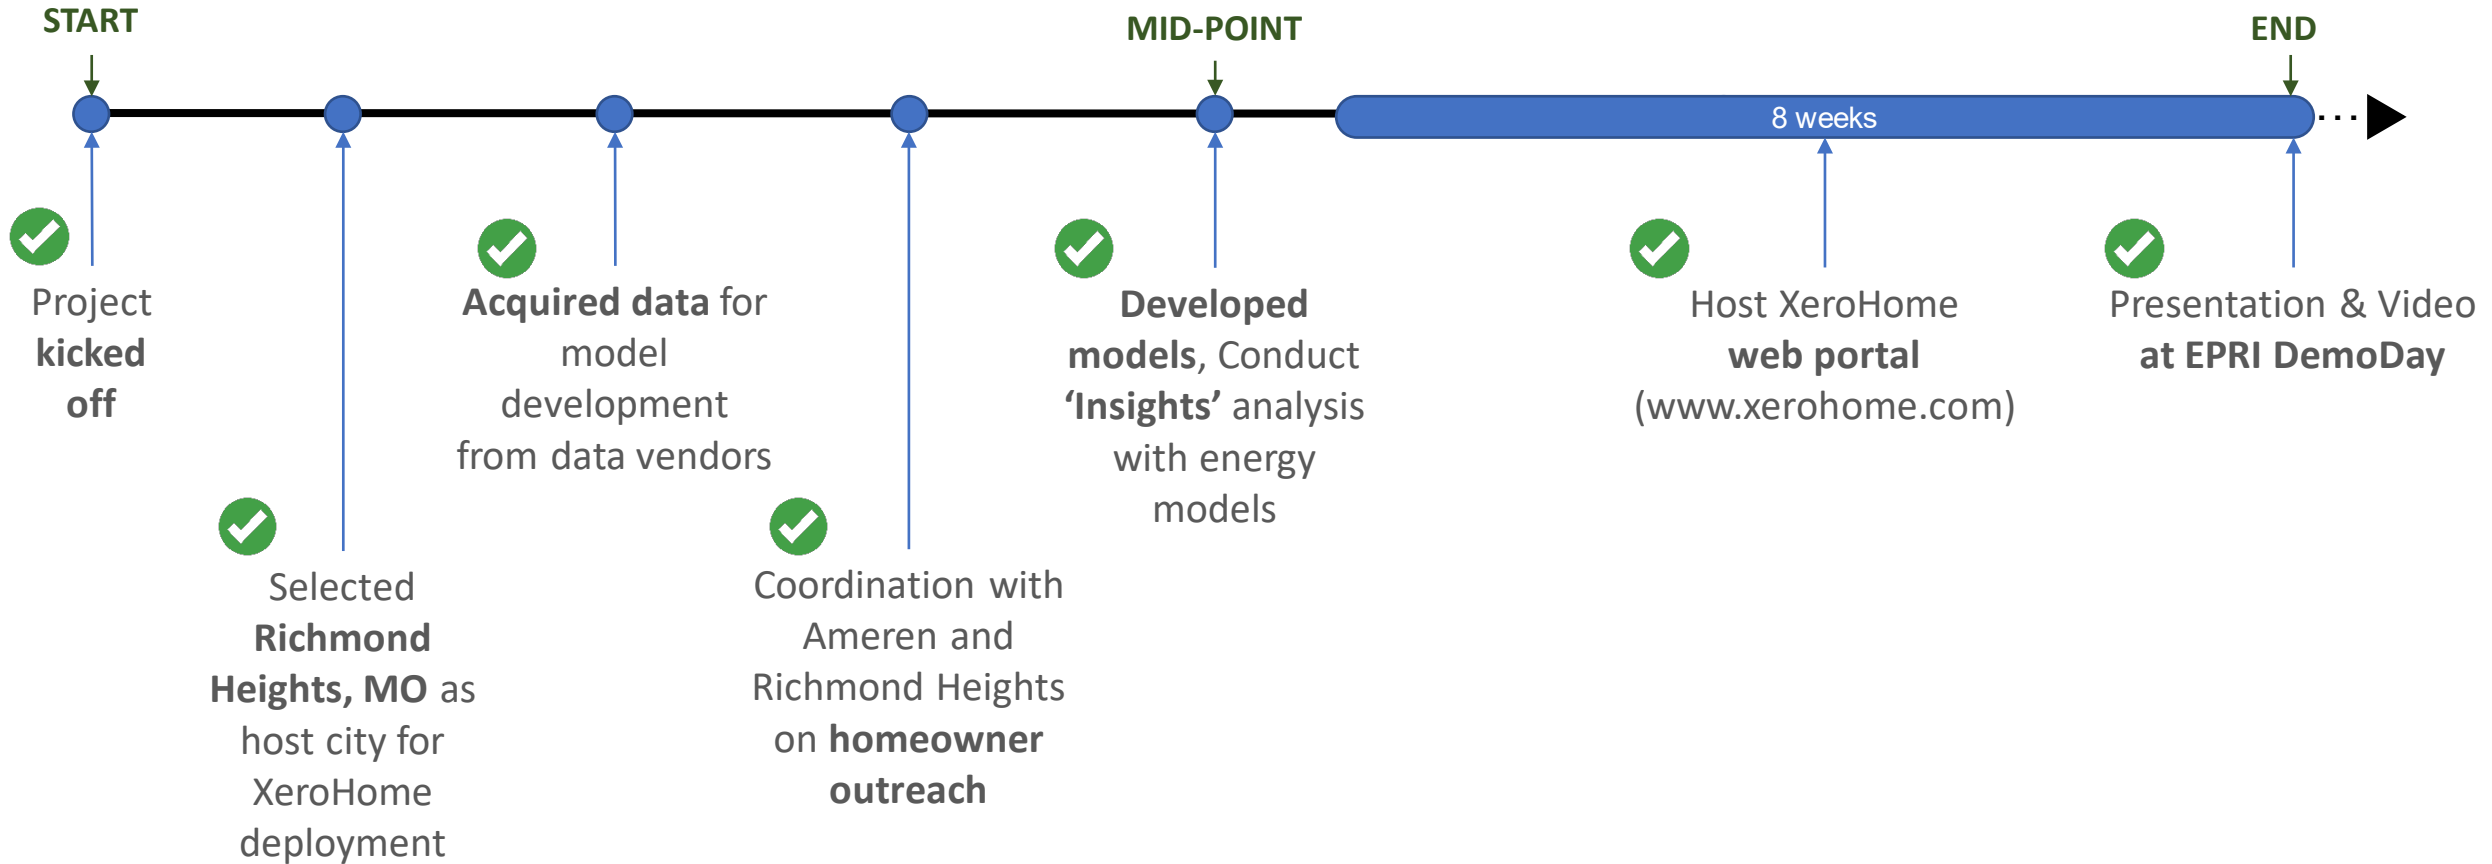 START
MID-POINT
END
8 weeks
Project
kicked
off
Acquired data for
model
development
from data vendors
Developed
models, Conduct
‘Insights’ analysis
with energy
models
Host XeroHome
web portal
(www.xerohome.com)
Presentation & Video
at EPRI DemoDay
Selected
Richmond
Heights, MO as
host city for
XeroHome
deployment
Coordination with
Ameren and
Richmond Heights
on homeowner
outreach